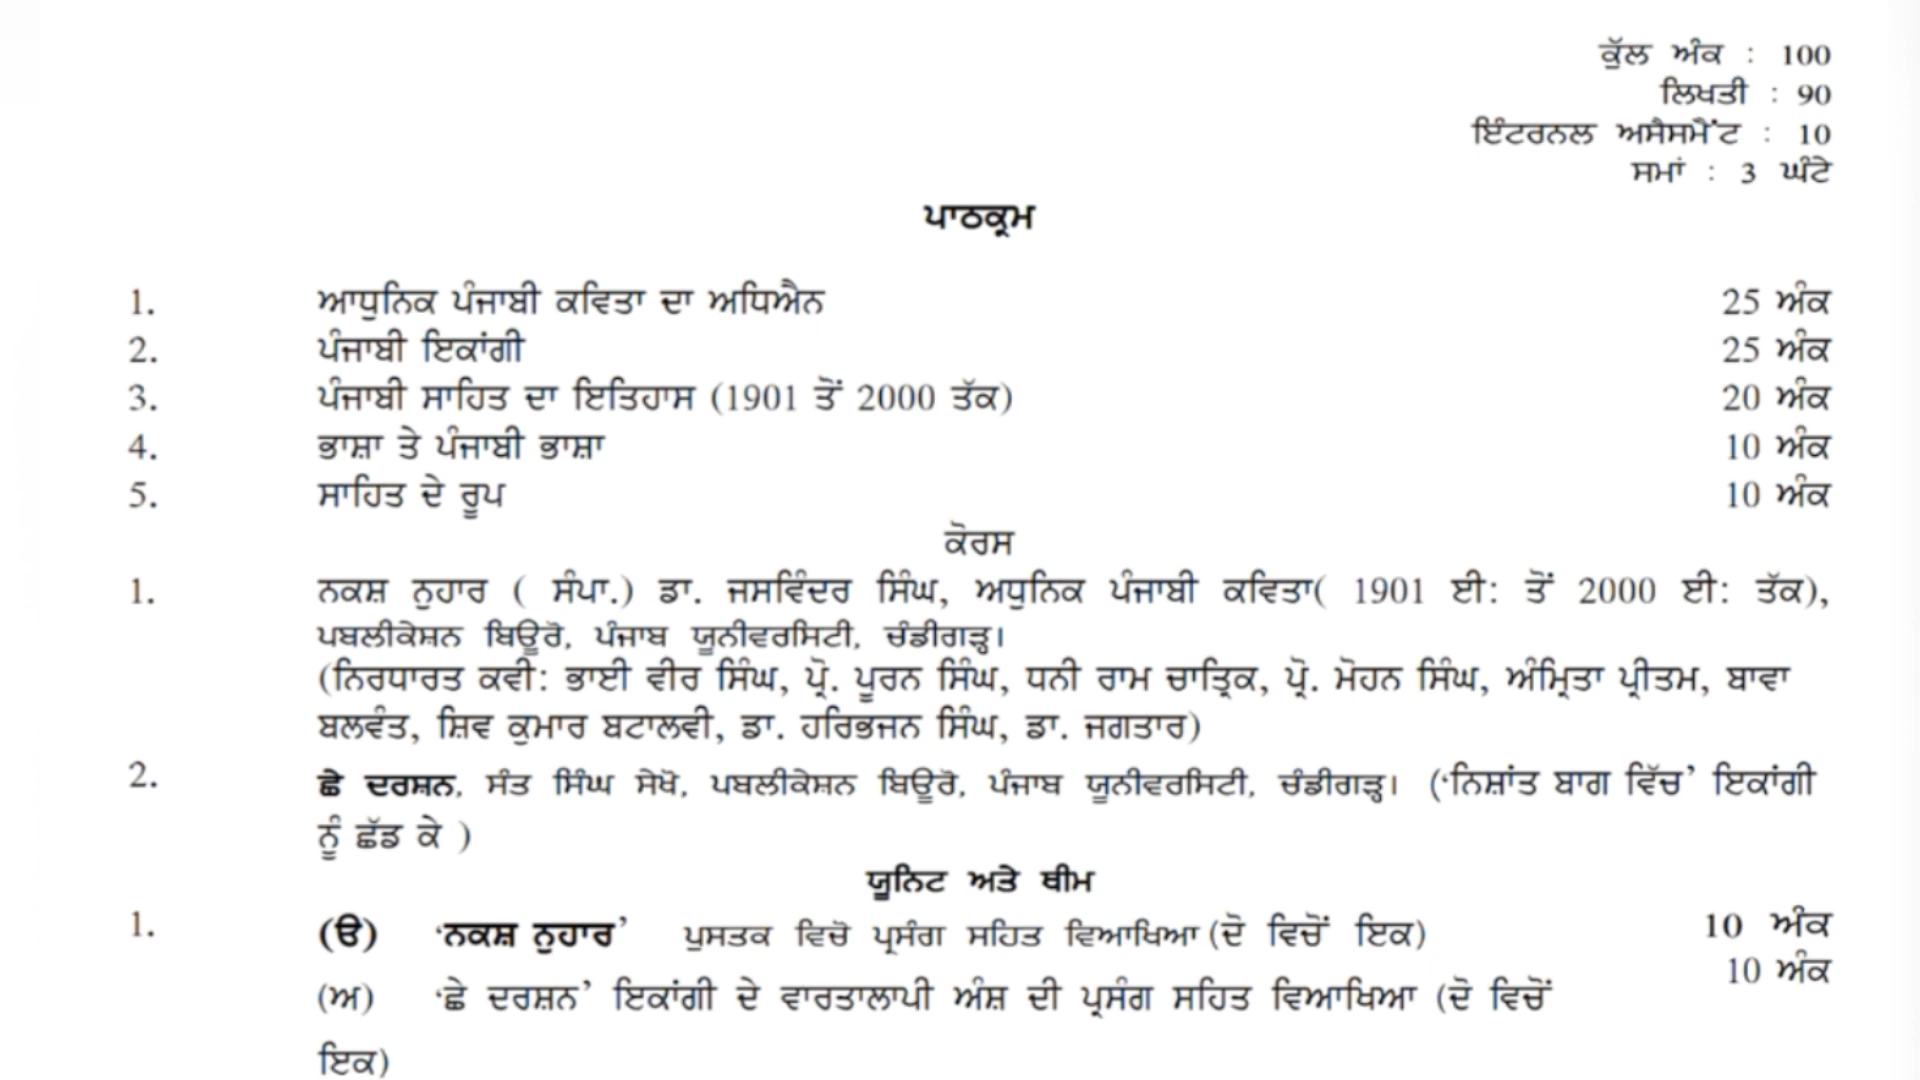 ਕੁੱਲ ਅੰਕ : 100
ਲਿਖਤੀ : 90
ਇੰਟਰਨਲ ਅਸੈਸਮੈਂਟ : 10
ਸਮਾਂ : 3 ਘੰਟੇ
ਪਾਠਕ੍ਰਮ
1. ਆਧੁਨਿਕ ਪੰਜਾਬੀ ਕਵਿਤਾ ਦਾ ਅਧਿਐਨ 25 ਅੰਕ
2. ਪੰਜਾਬੀ ਇਕਾਂਗੀ 25 ਅੰਕ
3. ਪੰਜਾਬੀ ਸਾਹਿਤ ਦਾ ਇਤਿਹਾਸ (1901 ਤੋਂ 2000 ਤੱਕ) 20 ਅੰਕ
4. ਭਾਸ਼ਾ ਤੇ ਪੰਜਾਬੀ ਭਾਸ਼ਾ 10 ਅੰਕ
5. ਸਾਹਿਤ ਦੇ ਰੂਪ 10 ਅੰਕ
ਕੋਰਸ
1. ਨਕਸ਼ ਨੁਹਾਰ ( ਸੰਪਾ.) ਡਾ. ਜਸਵਿੰਦਰ ਸਿੰਘ, ਅਧੁਨਿਕ ਪੰਜਾਬੀ ਕਵਿਤਾ( 1901 ਈ: ਤੋਂ 2000 ਈ: ਤੱਕ),
ਪਬਲੀਕੇਸ਼ਨ ਬਿਊਰੋ, ਪੰਜਾਬ ਯੂਨੀਵਰਸਿਟੀ, ਚੰਡੀਗੜ੍ਹ।
(ਨਿਰਧਾਰਤ ਕਵੀ: ਭਾਈ ਵੀਰ ਸਿੰਘ, ਪ੍ਰੋ. ਪੂਰਨ ਸਿੰਘ, ਧਨੀ ਰਾਮ ਚਾਤ੍ਰਿਕ, ਪ੍ਰੋ. ਮੋਹਨ ਸਿੰਘ, ਅੰਮ੍ਰਿਤਾ ਪ੍ਰੀਤਮ, ਬਾਵਾ
ਬਲਵੰਤ, ਸ਼ਿਵ ਕੁਮਾਰ ਬਟਾਲਵੀ, ਡਾ. ਹਰਿਭਜਨ ਸਿੰਘ, ਡਾ. ਜਗਤਾਰ)
2. ਛੇ ਦਰਸ਼ਨ, ਸੰਤ ਸਿੰਘ ਸੇਖੋਂ, ਪਬਲੀਕੇਸ਼ਨ ਬਿਊਰੋ, ਪੰਜਾਬ ਯੂਨੀਵਰਸਿਟੀ, ਚੰਡੀਗੜ੍ਹ। (‘ਨਿਸ਼ਾਂਤ ਬਾਗ ਵਿੱਚ’ ਇਕਾਂਗੀ
ਨੂੰ ਛੱਡ ਕੇ )
ਯੂਨਿਟ ਅਤੇ ਥੀਮ
1. (ੳ) ‘ਨਕਸ਼ ਨੁਹਾਰ’ ਪੁਸਤਕ ਵਿਚੋਂ ਪ੍ਰਸੰਗ ਸਹਿਤ ਵਿਆਖਿਆ (ਦੋ ਵਿਚੋਂ ਇਕ) 10 ਅੰਕ
(ਅ) ‘ਛੇ ਦਰਸ਼ਨ’ ਇਕਾਂਗੀ ਦੇ ਵਾਰਤਾਲਾਪੀ ਅੰਸ਼ ਦੀ ਪ੍ਰਸੰਗ ਸਹਿਤ ਵਿਆਖਿਆ (ਦੋ ਵਿਚੋਂ 10 ਅੰਕ
ਇਕ)